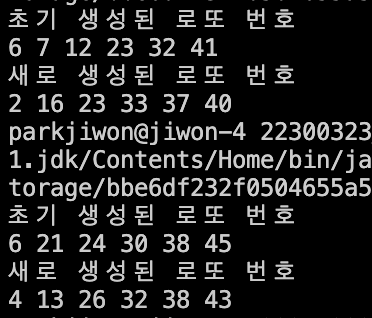 초기 생성된 로또 번호
6 7 12 23 32 41
새로 생성된 로또 번호
2 16 23 33 37 40
parkjiwon@jiwon-4 22300323
1.jdk/Contents/Home/bin/ja
torage/bbe6df232f0504655a5
초기 생성된 로또 번호
6 21 24 30 38 45
새로 생성된 로또 번호
4 13 26 32 38 43